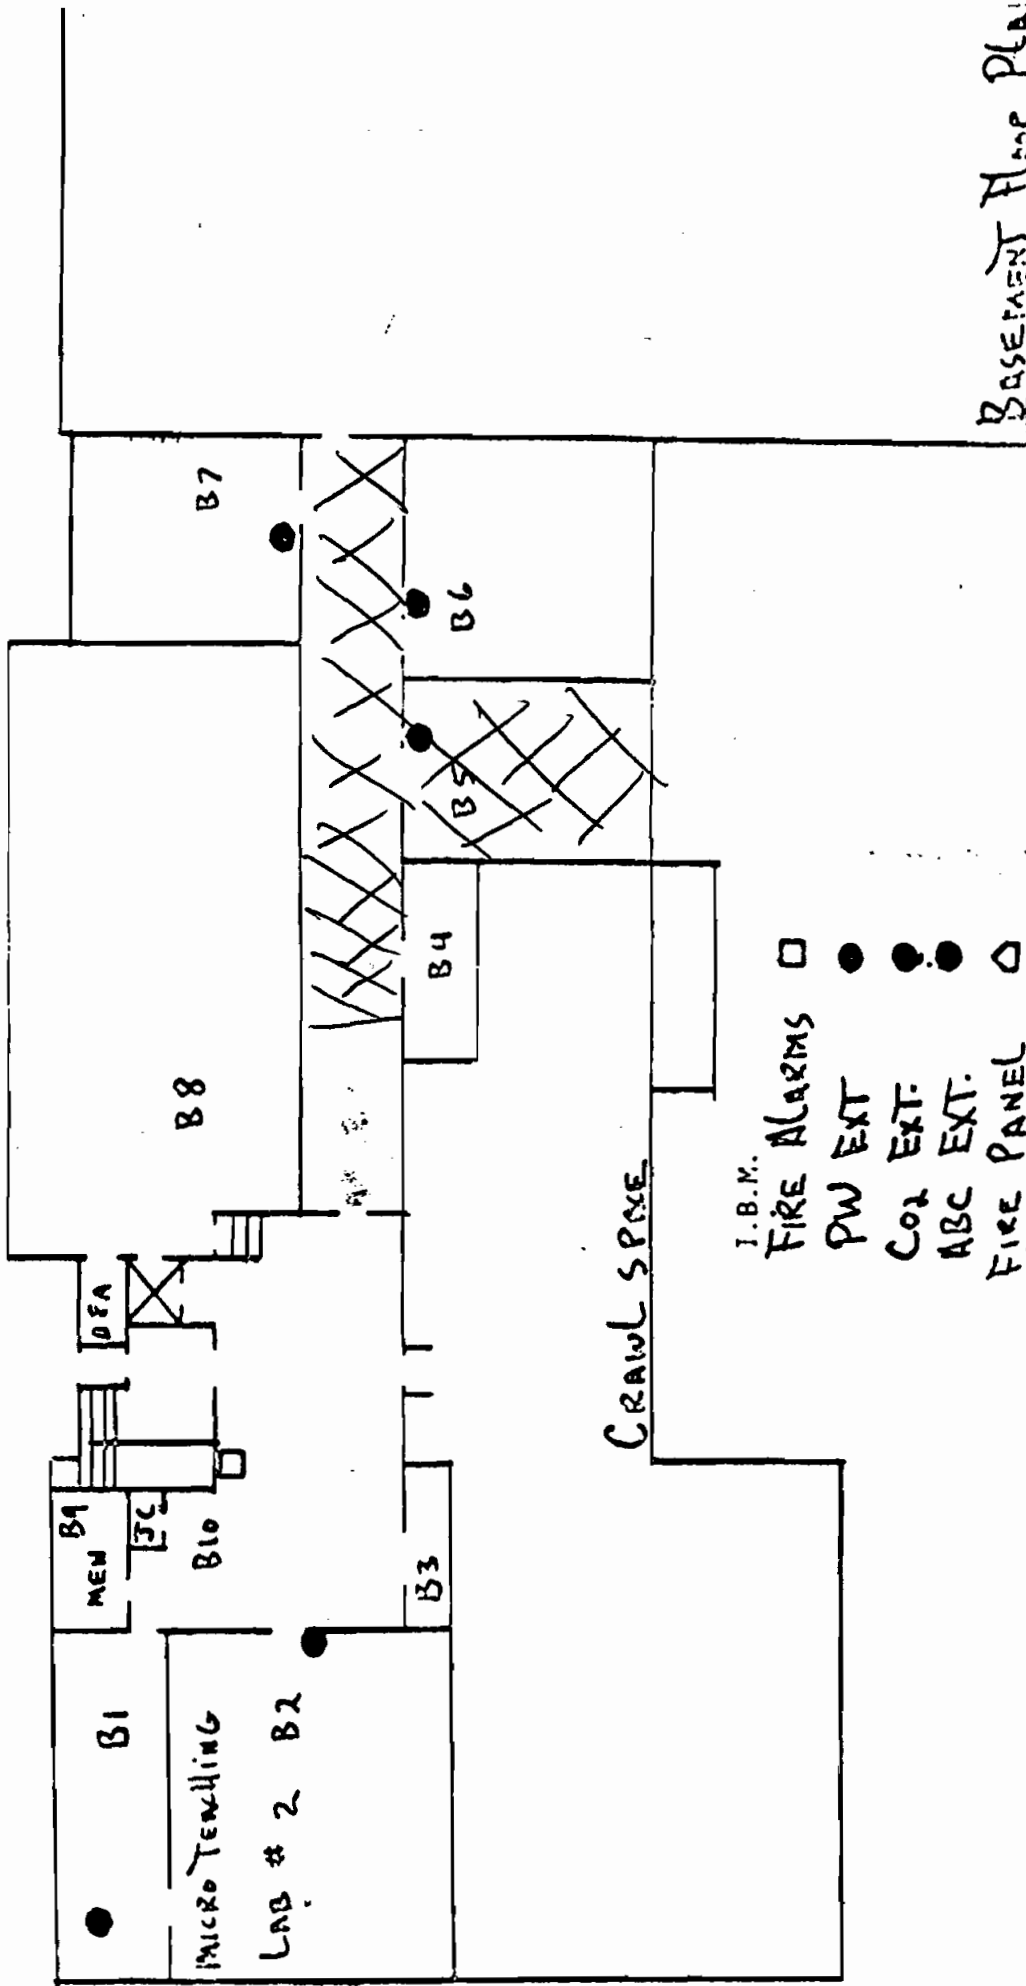 B1
MICRO TEACHING
LAB # 2 B2
B9
MEN
JC
B10
B3
B8
B4
B5
B6
B7
CRAWL SPACE
I.B.M.
FIRE ALARMS
PW EXT
CO2 EXT.
ABC EXT.
FIRE PANEL
BASEMENT Floor PLAN